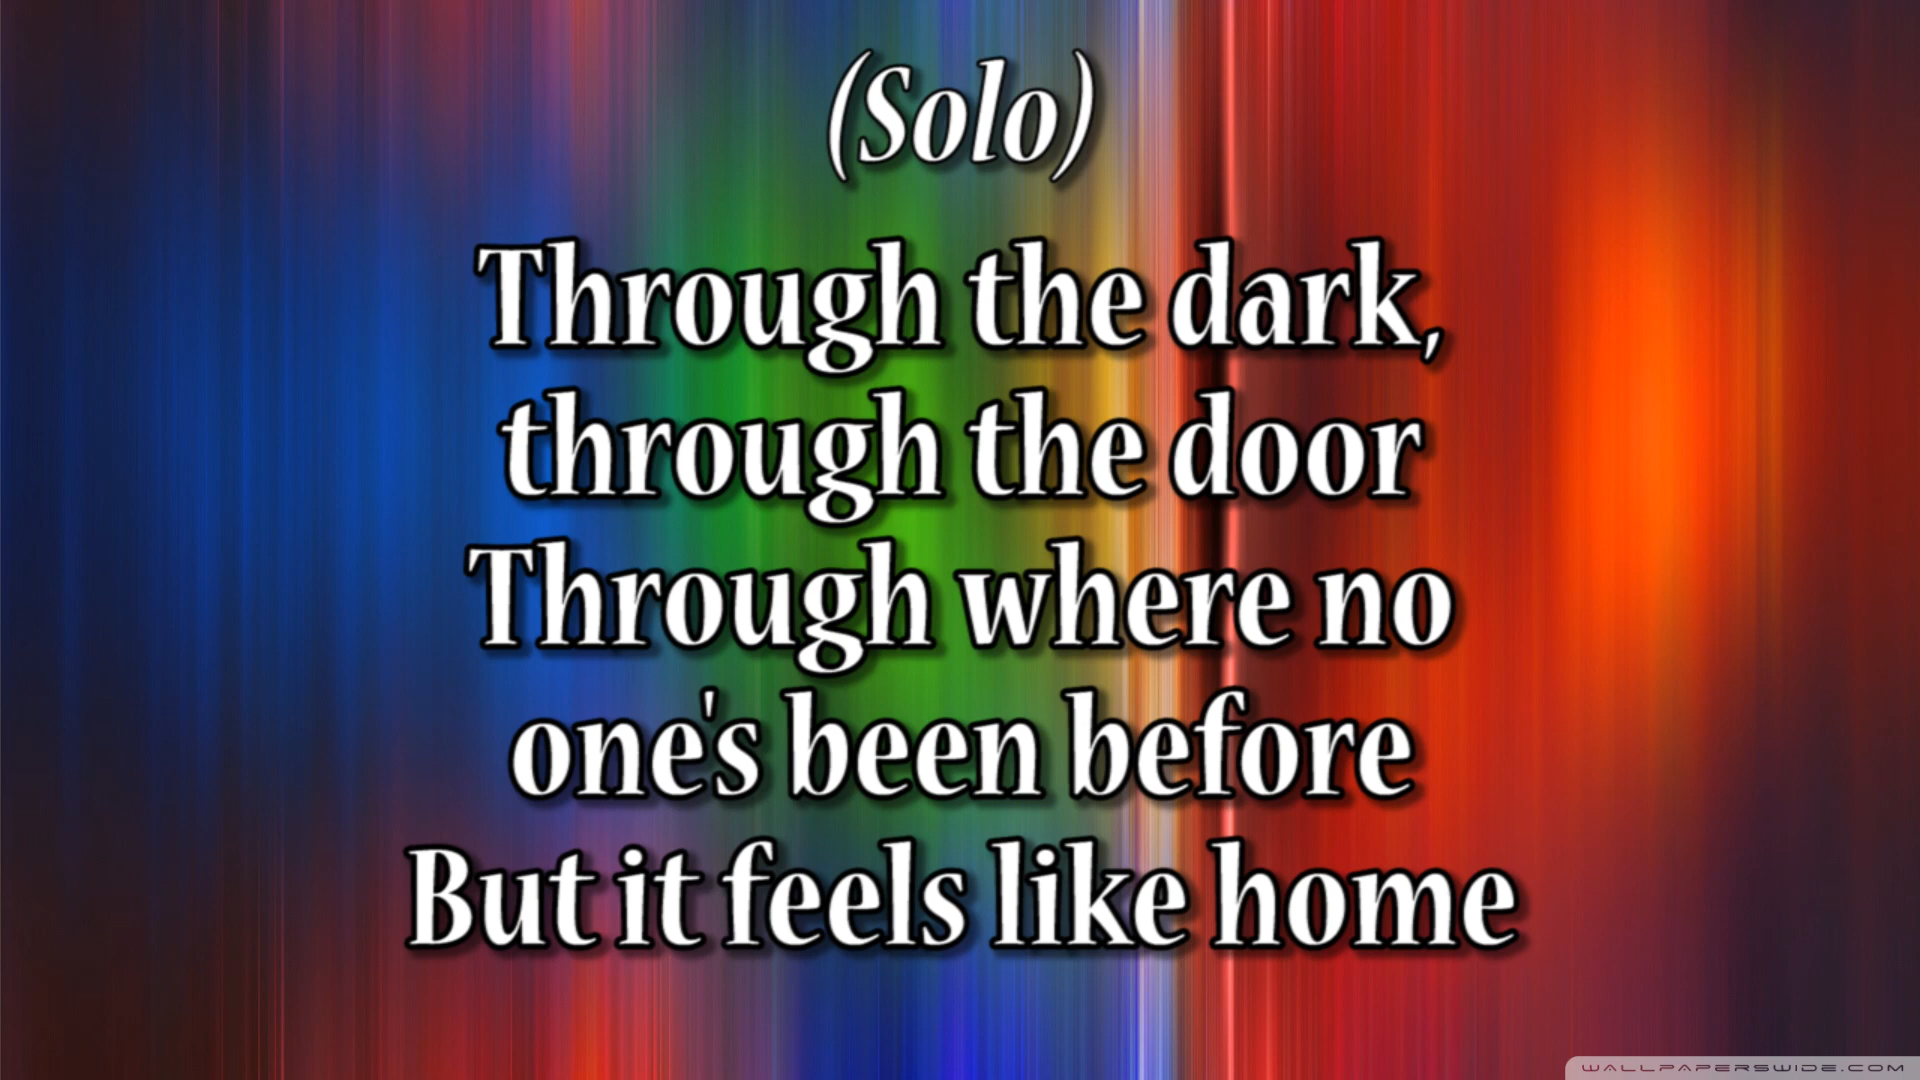 (Solo)
Through the dark,
through the door
Through where no
one's been before
But it feels like home
WALLPAPERSWIDE.COM